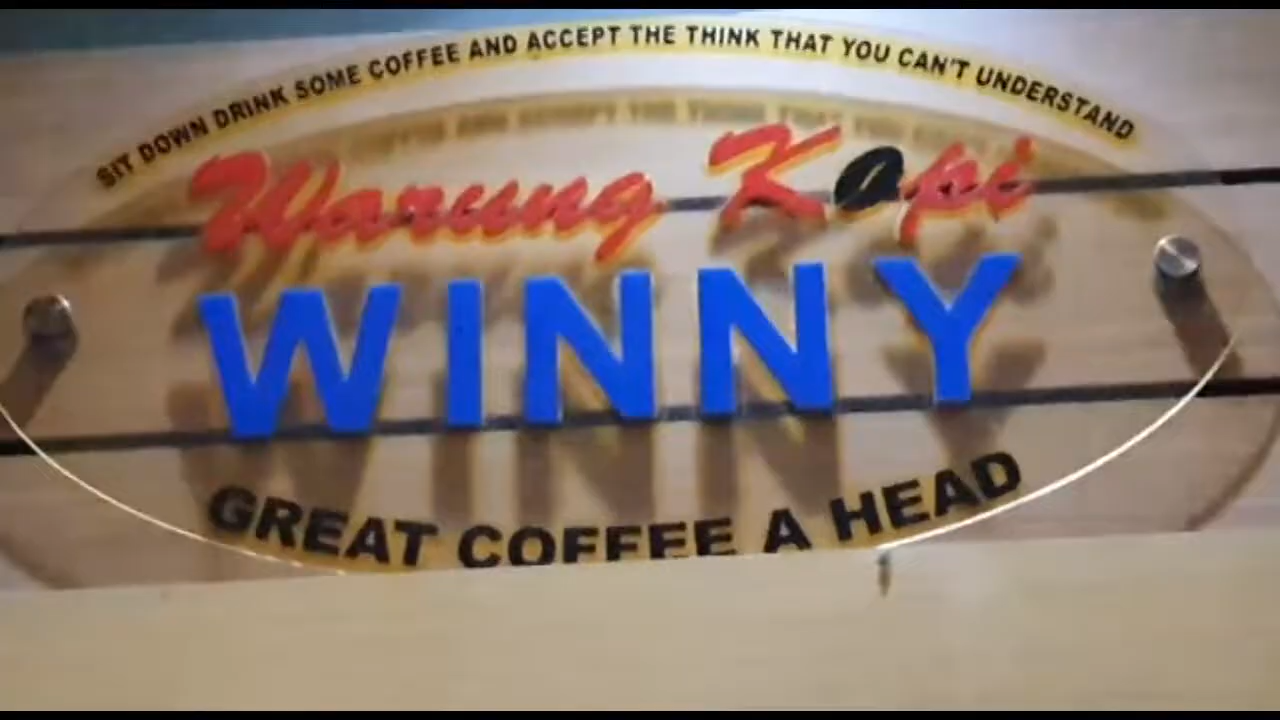 SIT DOWN DRINK SOME COFFEE AND ACCEPT THE THINK THAT YOU CAN'T UNDERSTAND
Warung Kopi
WINNY
GREAT COFFEE A HEAD